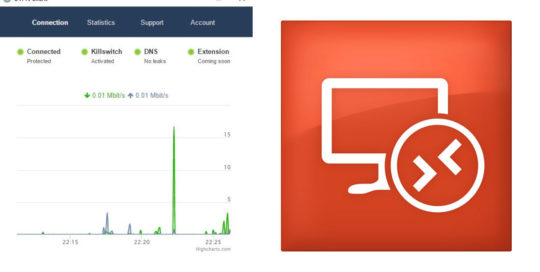 Connection Statistics Support Account
Connected Killswitch DNS Extension
Protected Activated No leaks Coming soon
0.01 Mbit/s 0.01 Mbit/s
15
10
5
22:15 22:20 22:25
Highcharts.com